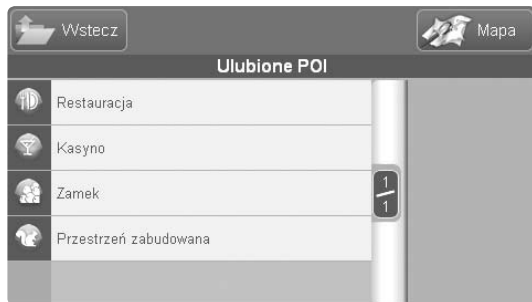 Wstecz
Mapa
Ulubione POI
Restauracja
Kasyno
Zamek
Przestrzeń zabudowana
1
1